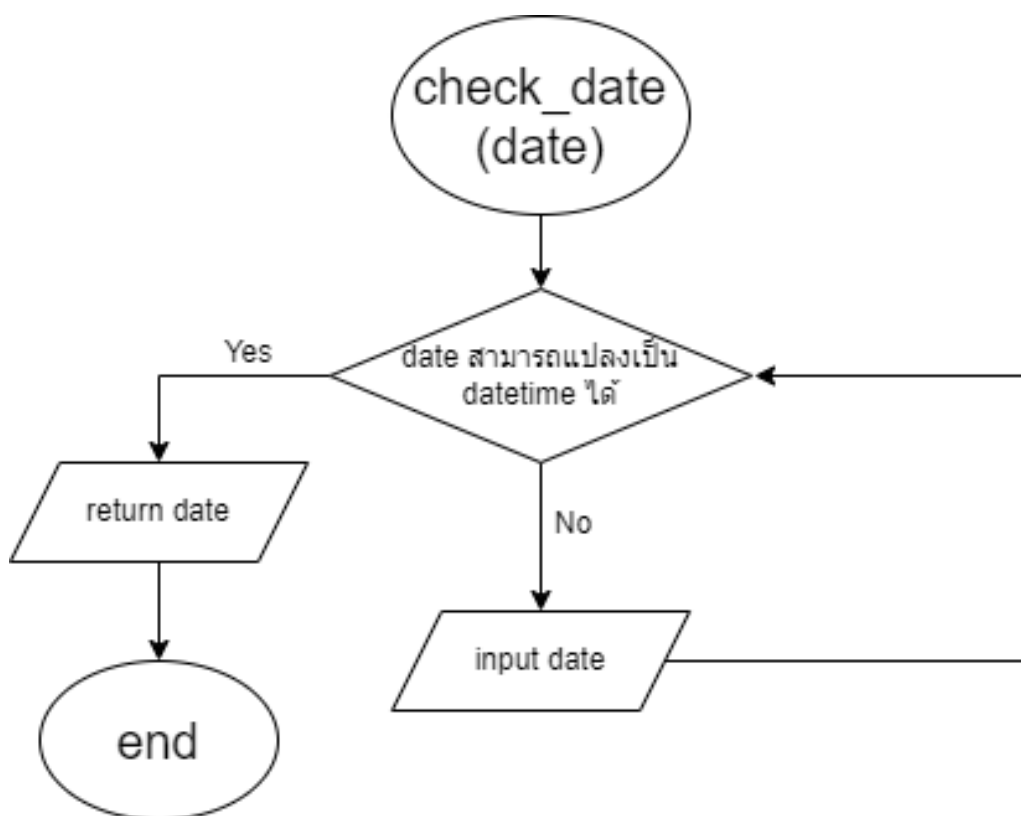 check_date
(date)
Yes
date สามารถแปลงเป็น
datetime ได้
return date
No
input date
end